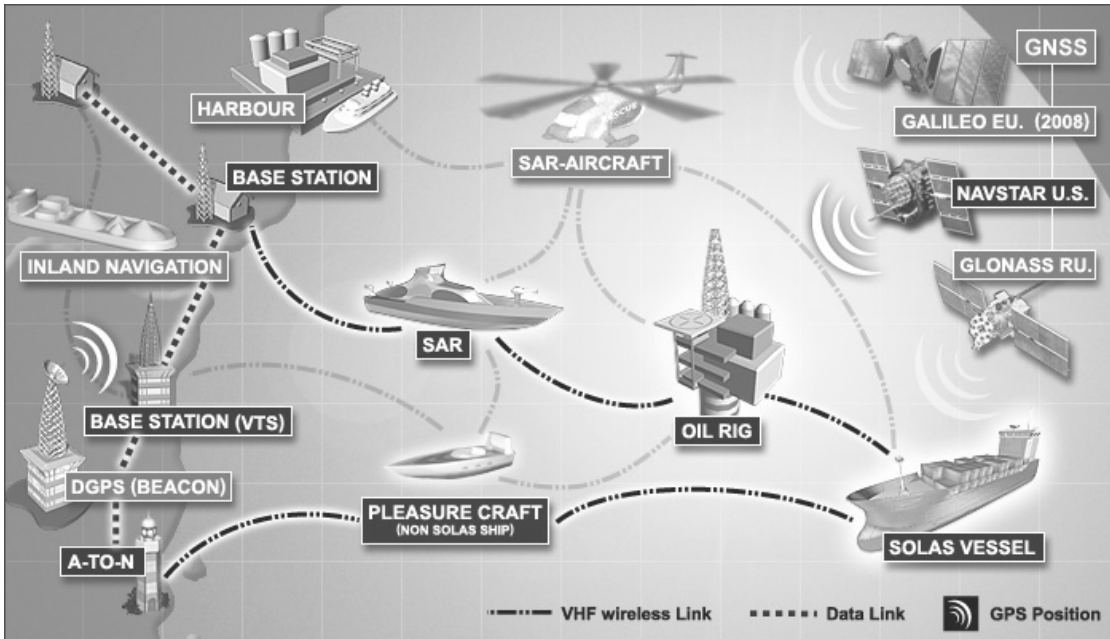 GNSS
HARBOUR
GALILEO EU. (2008)
SAR-AIRCRAFT
RESCUE
BASE STATION
NAVSTAR U.S.
INLAND NAVIGATION
GLONASS RU.
SAR
BASE STATION (VTS)
OIL RIG
DGPS (BEACON)
PLEASURE CRAFT
(NON SOLAS SHIP)
A-TO-N
SOLAS VESSEL
VHF wireless Link
Data Link
GPS Position